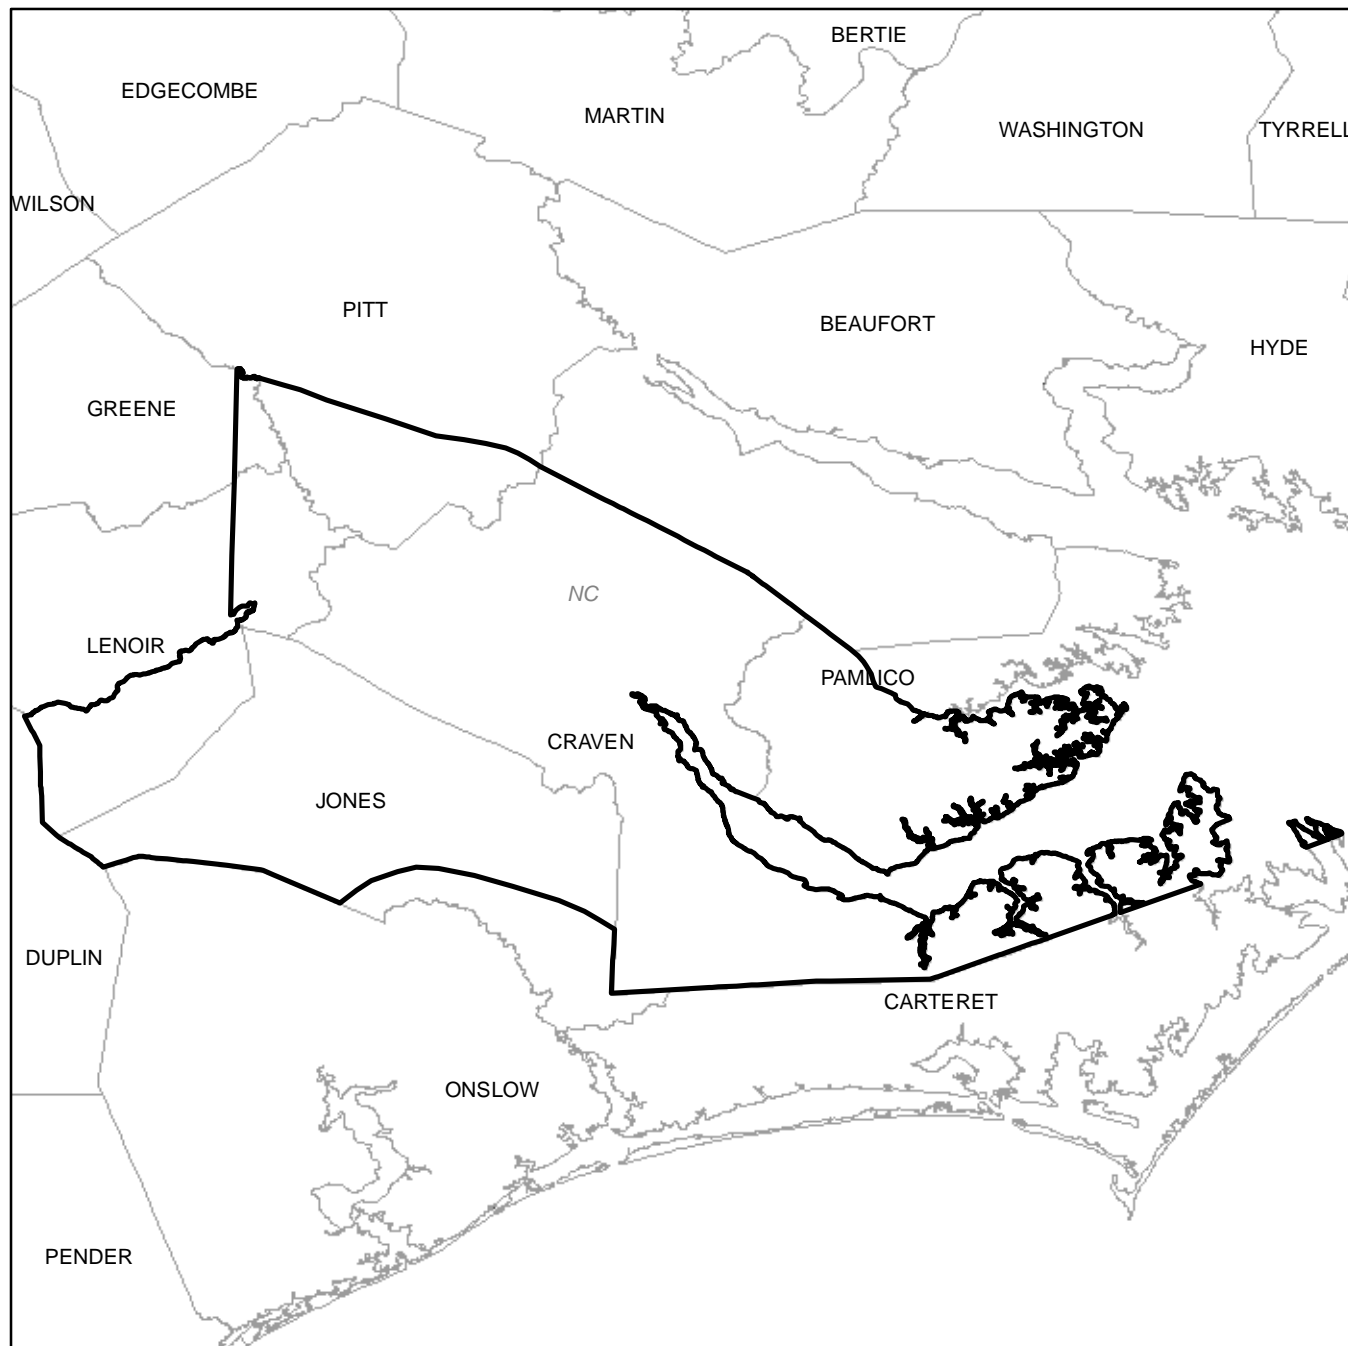 BERTIE
EDGECOMBE
MARTIN
WASHINGTON
TYRRELL
WILSON
PITT
BEAUFORT
HYDE
GREENE
NC
LENOIR
PAMLICO
CRAVEN
JONES
DUPLIN
CARTERET
ONSLOW
PENDER